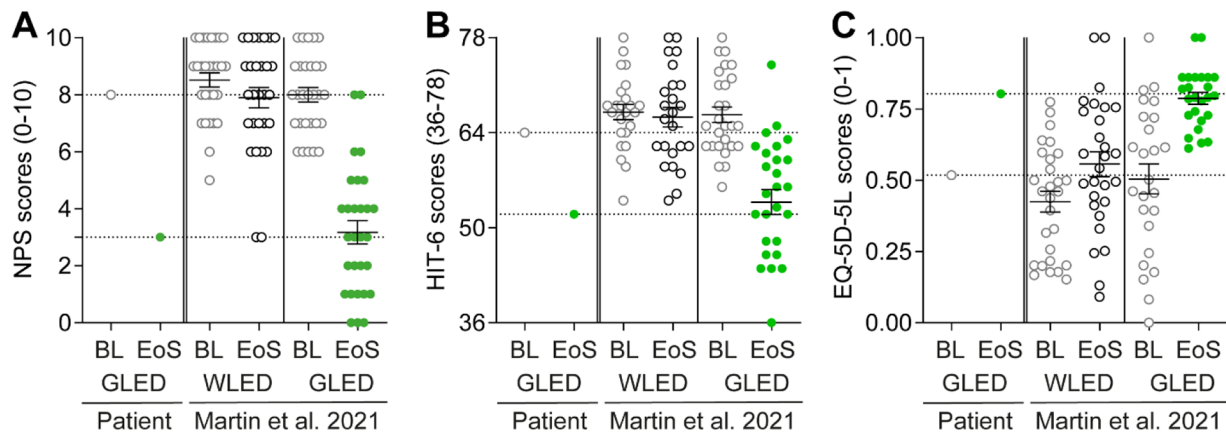 A
NPS scores (0-10)
10
8
6
4
2
0
BL EoS BL EoS BL EoS
GLED WLED GLED
Patient Martin et al. 2021
B
HIT-6 scores (36-78)
78
64
50
36
BL EoS BL EoS BL EoS
GLED WLED GLED
Patient Martin et al. 2021
C
EQ-5D-5L scores (0-1)
1.00
0.75
0.50
0.25
0.00
BL EoS BL EoS BL EoS
GLED WLED GLED
Patient Martin et al. 2021